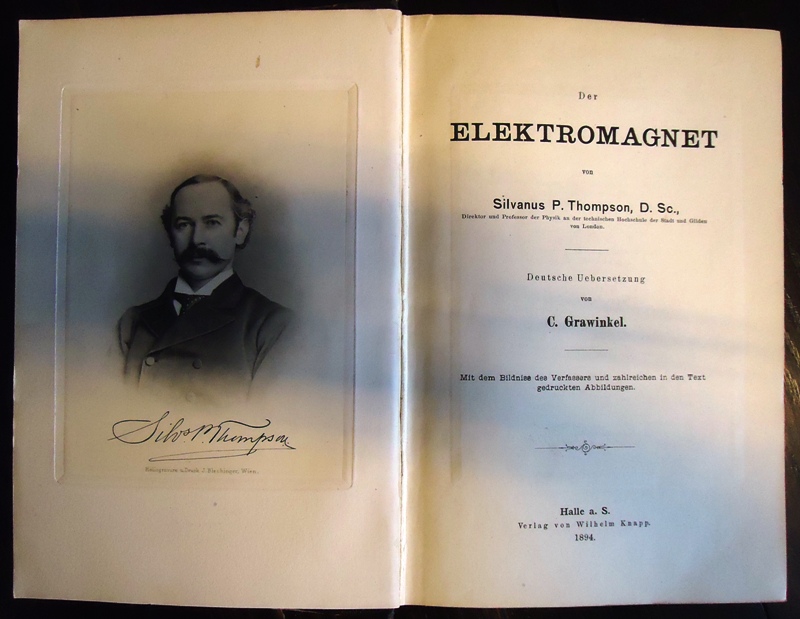 Silvs. P. Thompson
Heliogravure u. Druck J. Blechinger, Wien.
Der
ELEKTROMAGNET
von
Silvanus P. Thompson, D. Sc.,
Direktor und Professor der Physik an der technischen Hochschule der Stadt und Gilden
von London.
Deutsche Uebersetzung
von
C. Grawinkel.
Mit dem Bildniss des Verfassers und zahlreichen in den Text
gedruckten Abbildungen.
Halle a. S.
Verlag von Wilhelm Knapp.
1894.